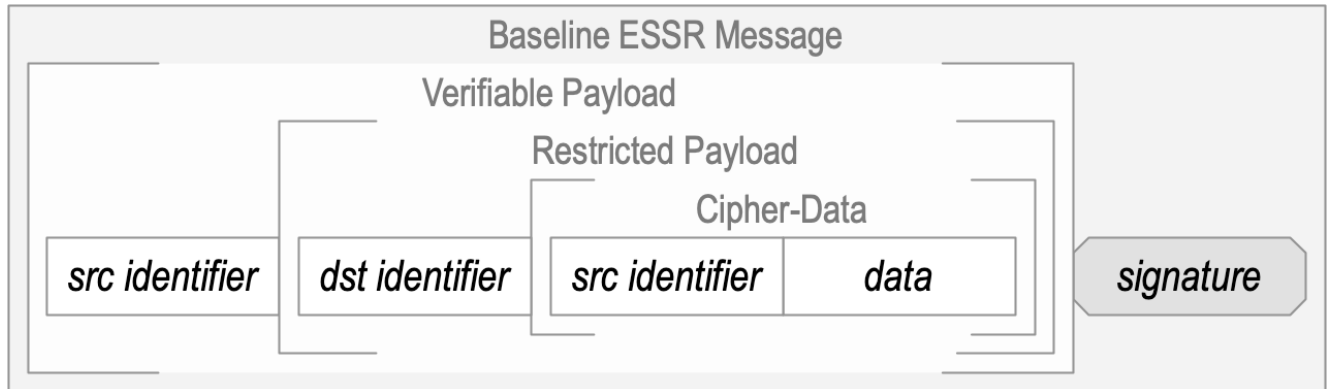 Baseline ESSR Message
Verifiable Payload
Restricted Payload
Cipher-Data
src identifier dst identifier src identifier data signature